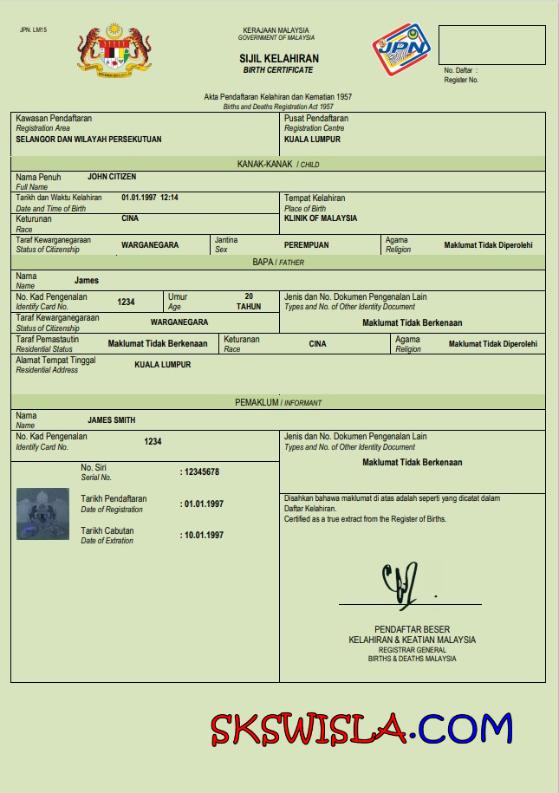 JPN. LM15
KERAJAAN MALAYSIA
GOVERNMENT OF MALAYSIA
SIJIL KELAHIRAN
BIRTH CERTIFICATE
JPN
No. Daftar :
Register No.
Akta Pendaftaran Kelahiran dan Kematian 1957
Births and Deaths Registration Act 1957
Kawasan Pendaftaran
Registration Area
SELANGOR DAN WILAYAH PERSEKUTUAN
Pusat Pendaftaran
Registration Centre
KUALA LUMPUR
KANAK-KANAK / CHILD
Nama Penuh JOHN CITIZEN
Full Name
Tarikh dan Waktu Kelahiran 01.01.1997 12:14
Date and Time of Birth
Tempat Kelahiran
Place of Birth
KLINIK OF MALAYSIA
Keturunan CINA
Race
Taraf Kewarganegaraan WARGANEGARA
Status of Citizenship
Jantina PEREMPUAN
Sex
Agama Maklumat Tidak Diperolehi
Religion
BAPA / FATHER
Nama James
Name
No. Kad Pengenalan 1234
Identify Card No.
Umur 20
Age TAHUN
Jenis dan No. Dokumen Pengenalan Lain
Types and No. of Other Identity Document
Maklumat Tidak Berkenaan
Taraf Kewarganegaraan WARGANEGARA
Status of Citizenship
Taraf Pemastautin Maklumat Tidak Berkenaan
Residential Status
Keturanan CINA
Race
Agama Maklumat Tidak Diperolehi
Religion
Alamat Tempat Tinggal KUALA LUMPUR
Residential Address
PEMAKLUM / INFORMANT
Nama JAMES SMITH
Name
No. Kad Pengenalan 1234
Identify Card No.
Jenis dan No. Dokumen Pengenalan Lain
Types and No. of Other Identity Document
Maklumat Tidak Berkenaan
No. Siri : 12345678
Serial No.
Tarikh Pendaftaran : 01.01.1997
Date of Registration
Tarikh Cabutan : 10.01.1997
Date of Extration
Disahkan bahawa maklumat di atas adalah seperti yang dicatat dalam
Daftar Kelahiran.
Certified as a true extract from the Register of Births.
PENDAFTAR BESER
KELAHIRAN & KEATIAN MALAYSIA
REGISTRAR GENERAL
BIRTHS & DEATHS MALAYSIA
SKSWISLA.COM